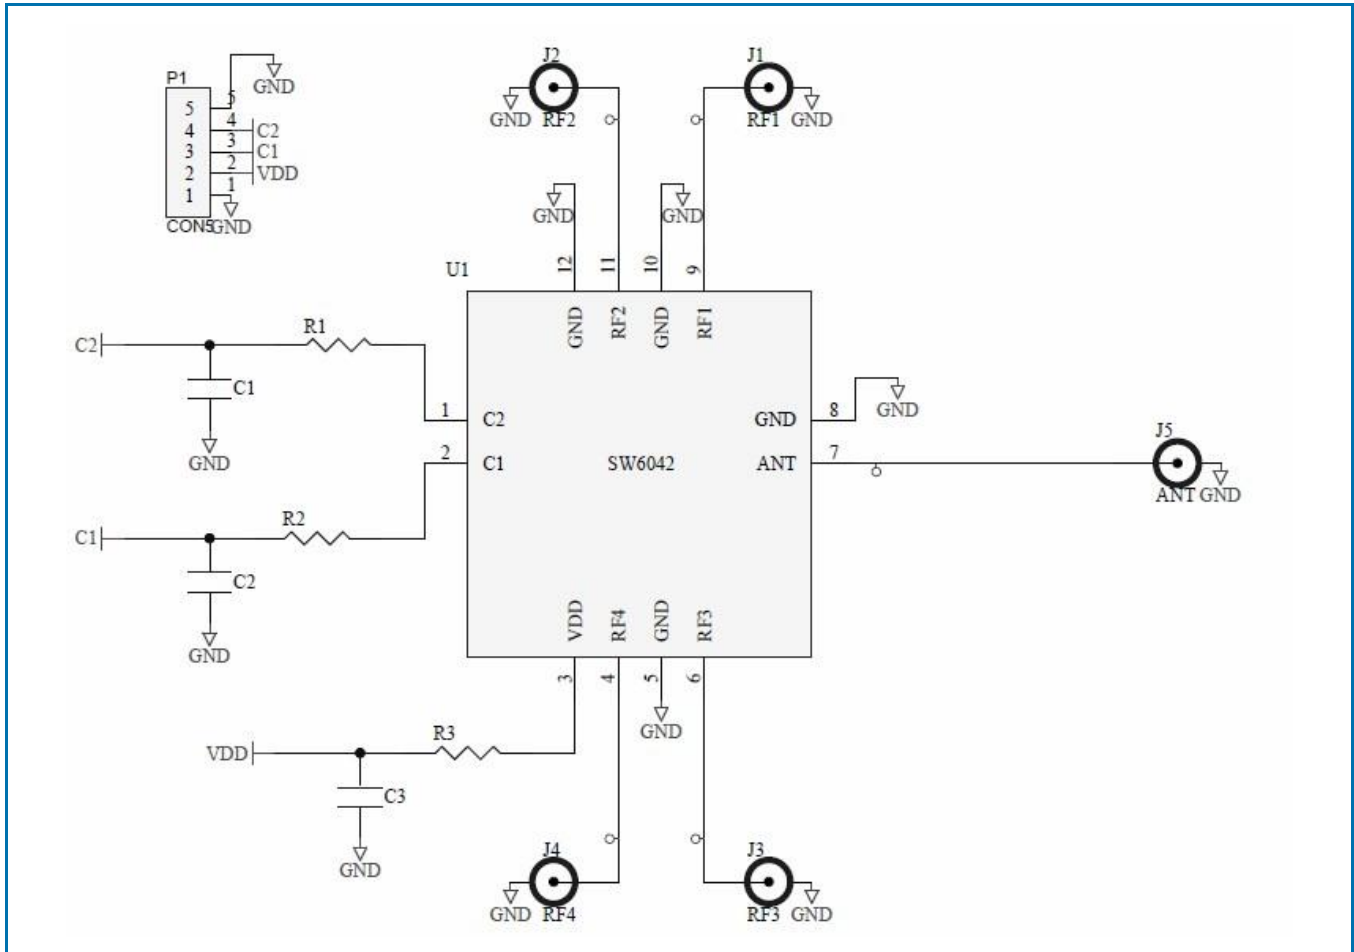 P1
5
5
GND
4
4
C2
3
3
C1
2
2
VDD
1
1
CON5
GND
J2
GND
RF2
J1
RF1
GND
GND
GND
U1
12
11
10
9
GND
RF2
GND
RF1
C2
R1
C1
GND
1
C2
2
C1
SW6042
GND
8
GND
ANT
7
J5
ANT
GND
C1
R2
C2
GND
VDD
RF4
GND
RF3
3
4
5
6
GND
VDD
R3
C3
GND
J4
GND
RF4
J3
RF3
GND